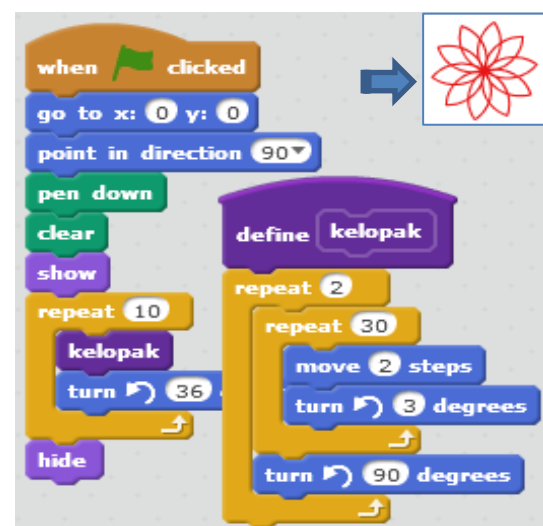 when clicked
go to x: 0 y: 0
point in direction 90
pen down
clear
show
repeat 10
kelopak
turn 36
hide
define kelopak
repeat 2
repeat 30
move 2 steps
turn 3 degrees
turn 90 degrees